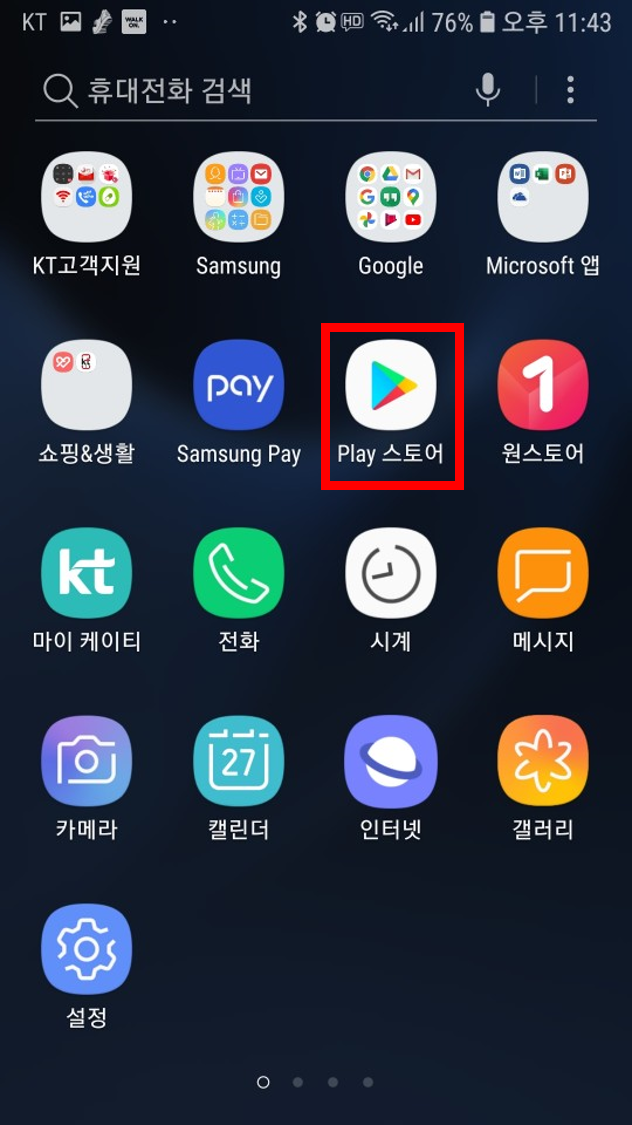 KT WALK ON. HD 76% 오후 11:43
휴대전화 검색
KT고객지원 Samsung Google Microsoft 앱
pay 1
쇼핑&생활 Samsung Pay Play 스토어 원스토어
kt
마이 케이티 전화 시계 메시지
27
카메라 캘린더 인터넷 갤러리
설정